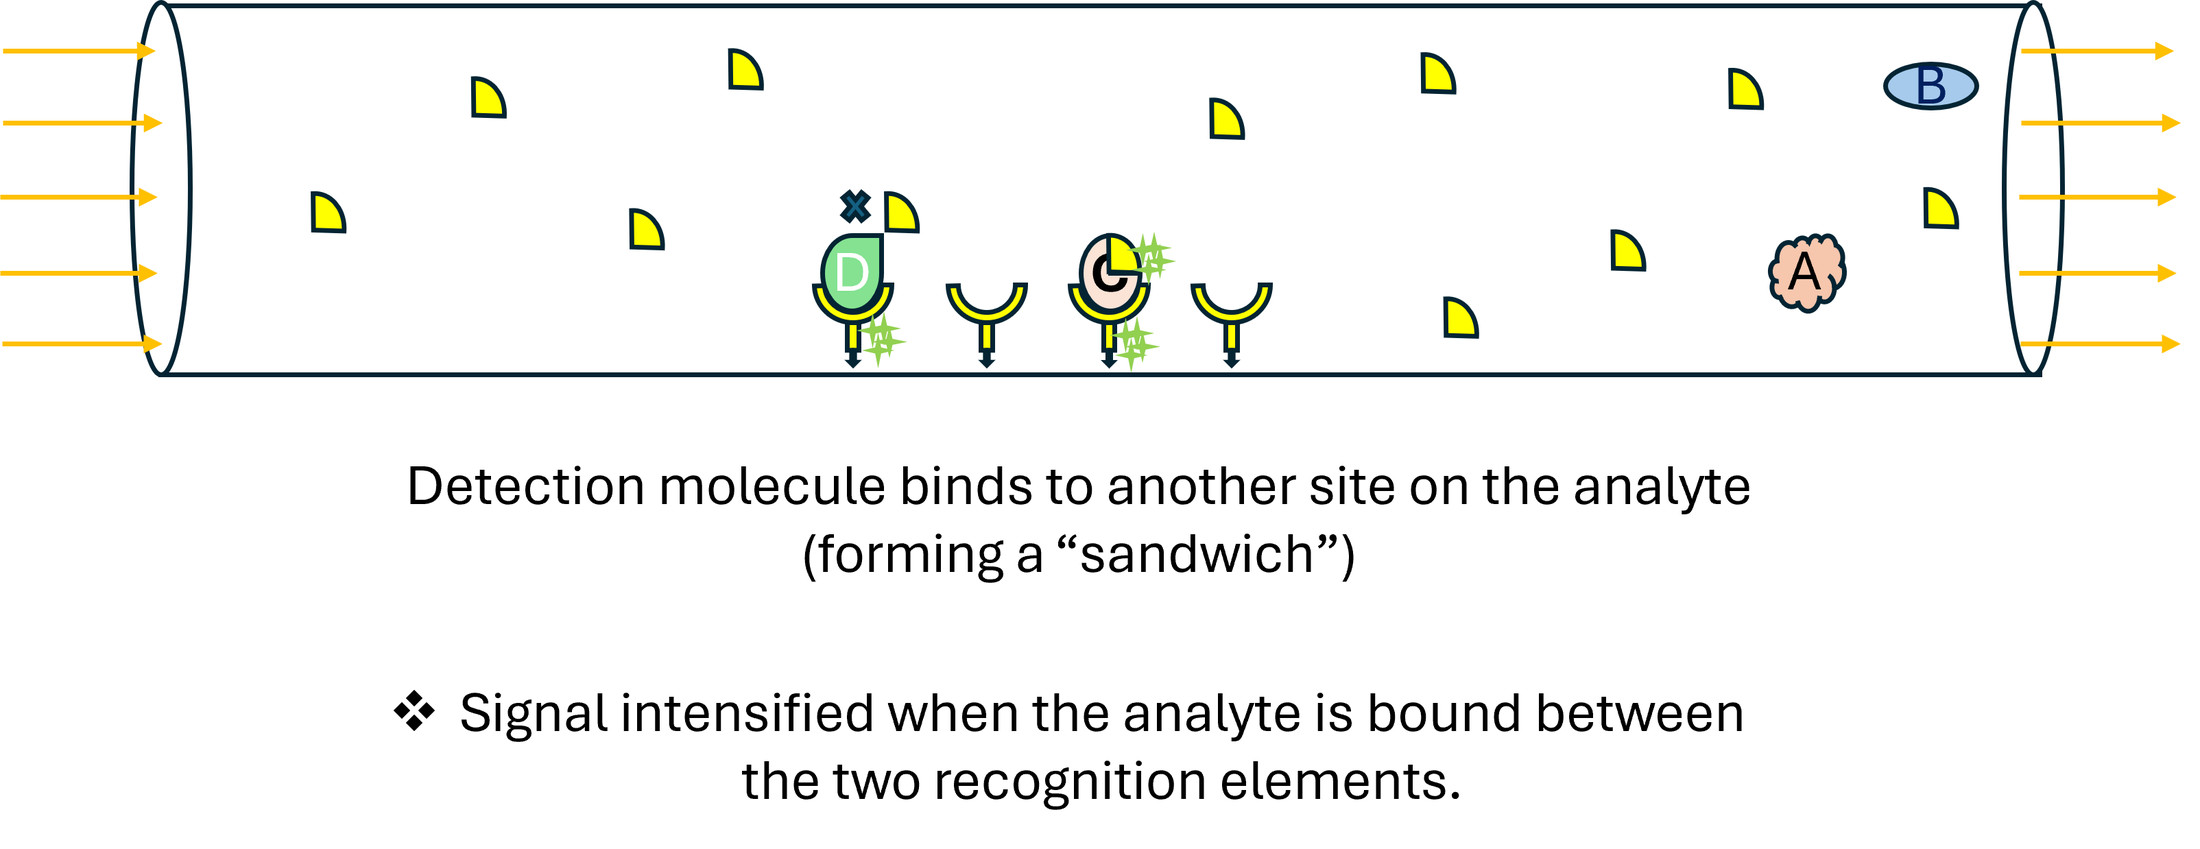 B
D
C
A
Detection molecule binds to another site on the analyte
(forming a “sandwich”)
❖ Signal intensified when the analyte is bound between
the two recognition elements.